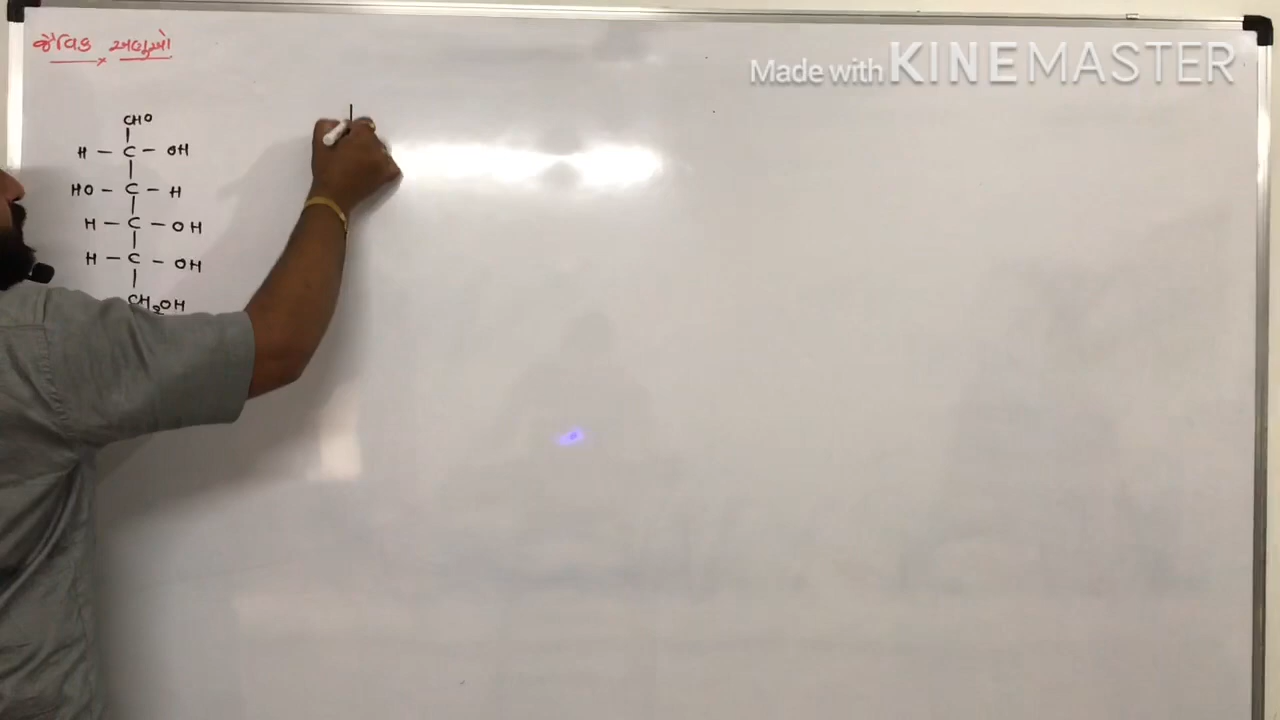 જૈવિક અણુઓ
Made with KINEMASTER
CHO
H – C – OH
HO – C – H
H – C – OH
H – C – OH
CH2OH